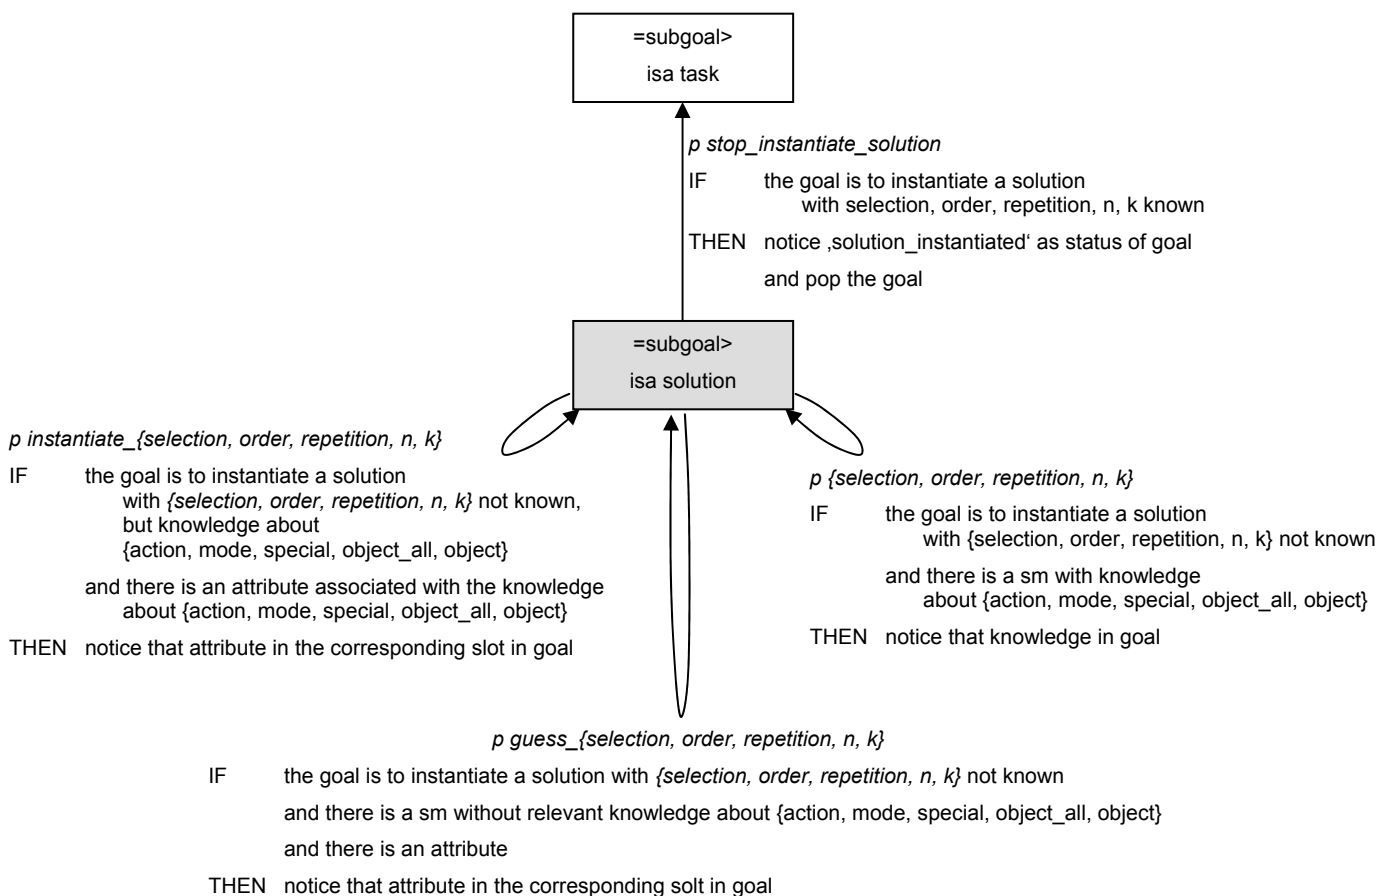 =subgoal>
isa task
p stop_instantiate_solution
IF the goal is to instantiate a solution
with selection, order, repetition, n, k known
THEN notice ‚solution_instantiated‘ as status of goal
and pop the goal
=subgoal>
isa solution
p instantiate_{selection, order, repetition, n, k}
IF the goal is to instantiate a solution
with {selection, order, repetition, n, k} not known,
but knowledge about
{action, mode, special, object_all, object}
and there is an attribute associated with the knowledge
about {action, mode, special, object_all, object}
THEN notice that attribute in the corresponding slot in goal
p {selection, order, repetition, n, k}
IF the goal is to instantiate a solution
with {selection, order, repetition, n, k} not known
and there is a sm with knowledge
about {action, mode, special, object_all, object}
THEN notice that knowledge in goal
p guess_{selection, order, repetition, n, k}
IF the goal is to instantiate a solution with {selection, order, repetition, n, k} not known
and there is a sm without relevant knowledge about {action, mode, special, object_all, object}
and there is an attribute
THEN notice that attribute in the corresponding solt in goal